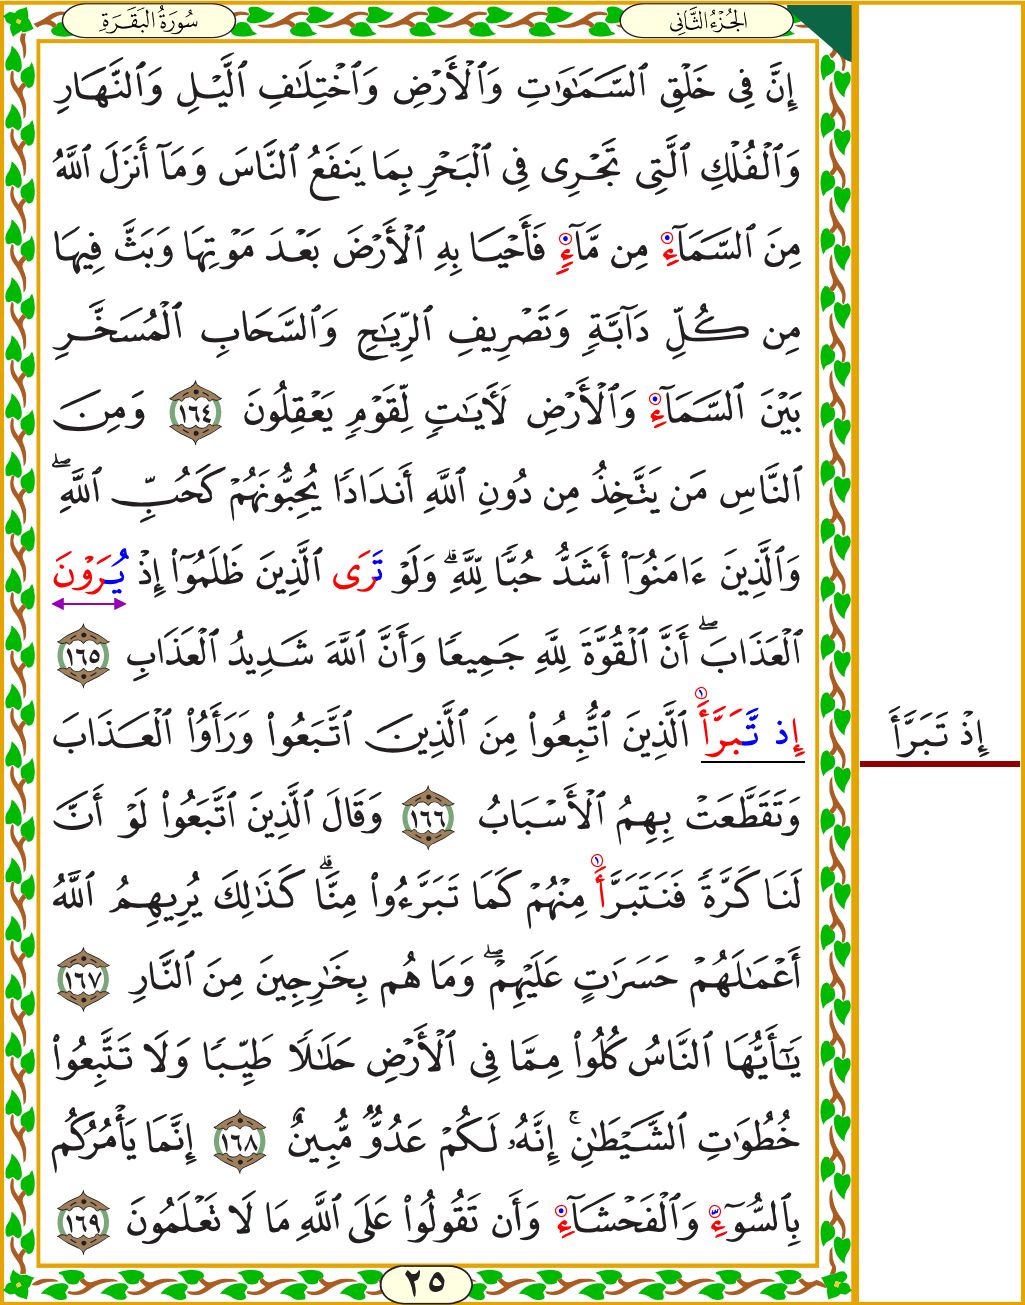 سُورَةُ البَقَرَةِ
الجُزْءُ الثَّانِي
إِنَّ فِي خَلْقِ ٱلسَّمَٰوَٰتِ وَٱلْأَرْضِ وَٱخْتِلَٰفِ ٱلَّيْلِ وَٱلنَّهَارِ
وَٱلْفُلْكِ ٱلَّتِى تَجْرِى فِى ٱلْبَحْرِ بِمَا يَنفَعُ ٱلنَّاسَ وَمَآ أَنزَلَ ٱللَّهُ
مِنَ ٱلسَّمَآءِ مِن مَّآءٍ فَأَحْيَا بِهِ ٱلْأَرْضَ بَعْدَ مَوْتِهَا وَبَثَّ فِيهَا
مِن كُلِّ دَآبَّةٍ وَتَصْرِيفِ ٱلرِّيَٰحِ وَٱلسَّحَابِ ٱلْمُسَخَّرِ
بَيْنَ ٱلسَّمَآءِ وَٱلْأَرْضِ لَأٓيَٰتٍ لِّقَوْمٍ يَعْقِلُونَ ١٦٤ وَمِنَ
ٱلنَّاسِ مَن يَتَّخِذُ مِن دُونِ ٱللَّهِ أَندَادًا يُحِبُّونَهُمْ كَحُبِّ ٱللَّهِۖ
وَٱلَّذِينَ ءَامَنُوٓا۟ أَشَدُّ حُبًّا لِّلَّهِۗ وَلَوْ تَرَى ٱلَّذِينَ ظَلَمُوٓا۟ إِذْ يُرَوْنَ
ٱلْعَذَابَۖ أَنَّ ٱلْقُوَّةَ لِلَّهِ جَمِيعًا وَأَنَّ ٱللَّهَ شَدِيدُ ٱلْعَذَابِ ١٦٥
إِذ تَّبَرَّأَ ٱلَّذِينَ ٱتُّبِعُوا۟ مِنَ ٱلَّذِينَ ٱتَّبَعُوا۟ وَرَأَوُا۟ ٱلْعَذَابَ
إِذْ تَبَرَّأَ
وَتَقَطَّعَتْ بِهِمُ ٱلْأَسْبَابُ ١٦٦ وَقَالَ ٱلَّذِينَ ٱتَّبَعُوا۟ لَوْ أَنَّ
لَنَا كَرَّةً فَنَتَبَرَّأَ مِنْهُمْ كَمَا تَبَرَّءُوا۟ مِنَّاۗ كَذَٰلِكَ يُرِيهِمُ ٱللَّهُ
أَعْمَٰلَهُمْ حَسَرَٰتٍ عَلَيْهِمْۖ وَمَا هُم بِخَٰرِجِينَ مِنَ ٱلنَّارِ ١٦٧
يَٰٓأَيُّهَا ٱلنَّاسُ كُلُوا۟ مِمَّا فِى ٱلْأَرْضِ حَلَٰلًا طَيِّبًا وَلَا تَتَّبِعُوا۟
خُطُوَٰتِ ٱلشَّيْطَٰنِۚ إِنَّهُۥ لَكُمْ عَدُوٌّ مُّبِينٌ ١٦٨ إِنَّمَا يَأْمُرُكُم
بِٱلسُّوٓءِ وَٱلْفَحْشَآءِ وَأَن تَقُولُوا۟ عَلَى ٱللَّهِ مَا لَا تَعْلَمُونَ ١٦٩
٢٥